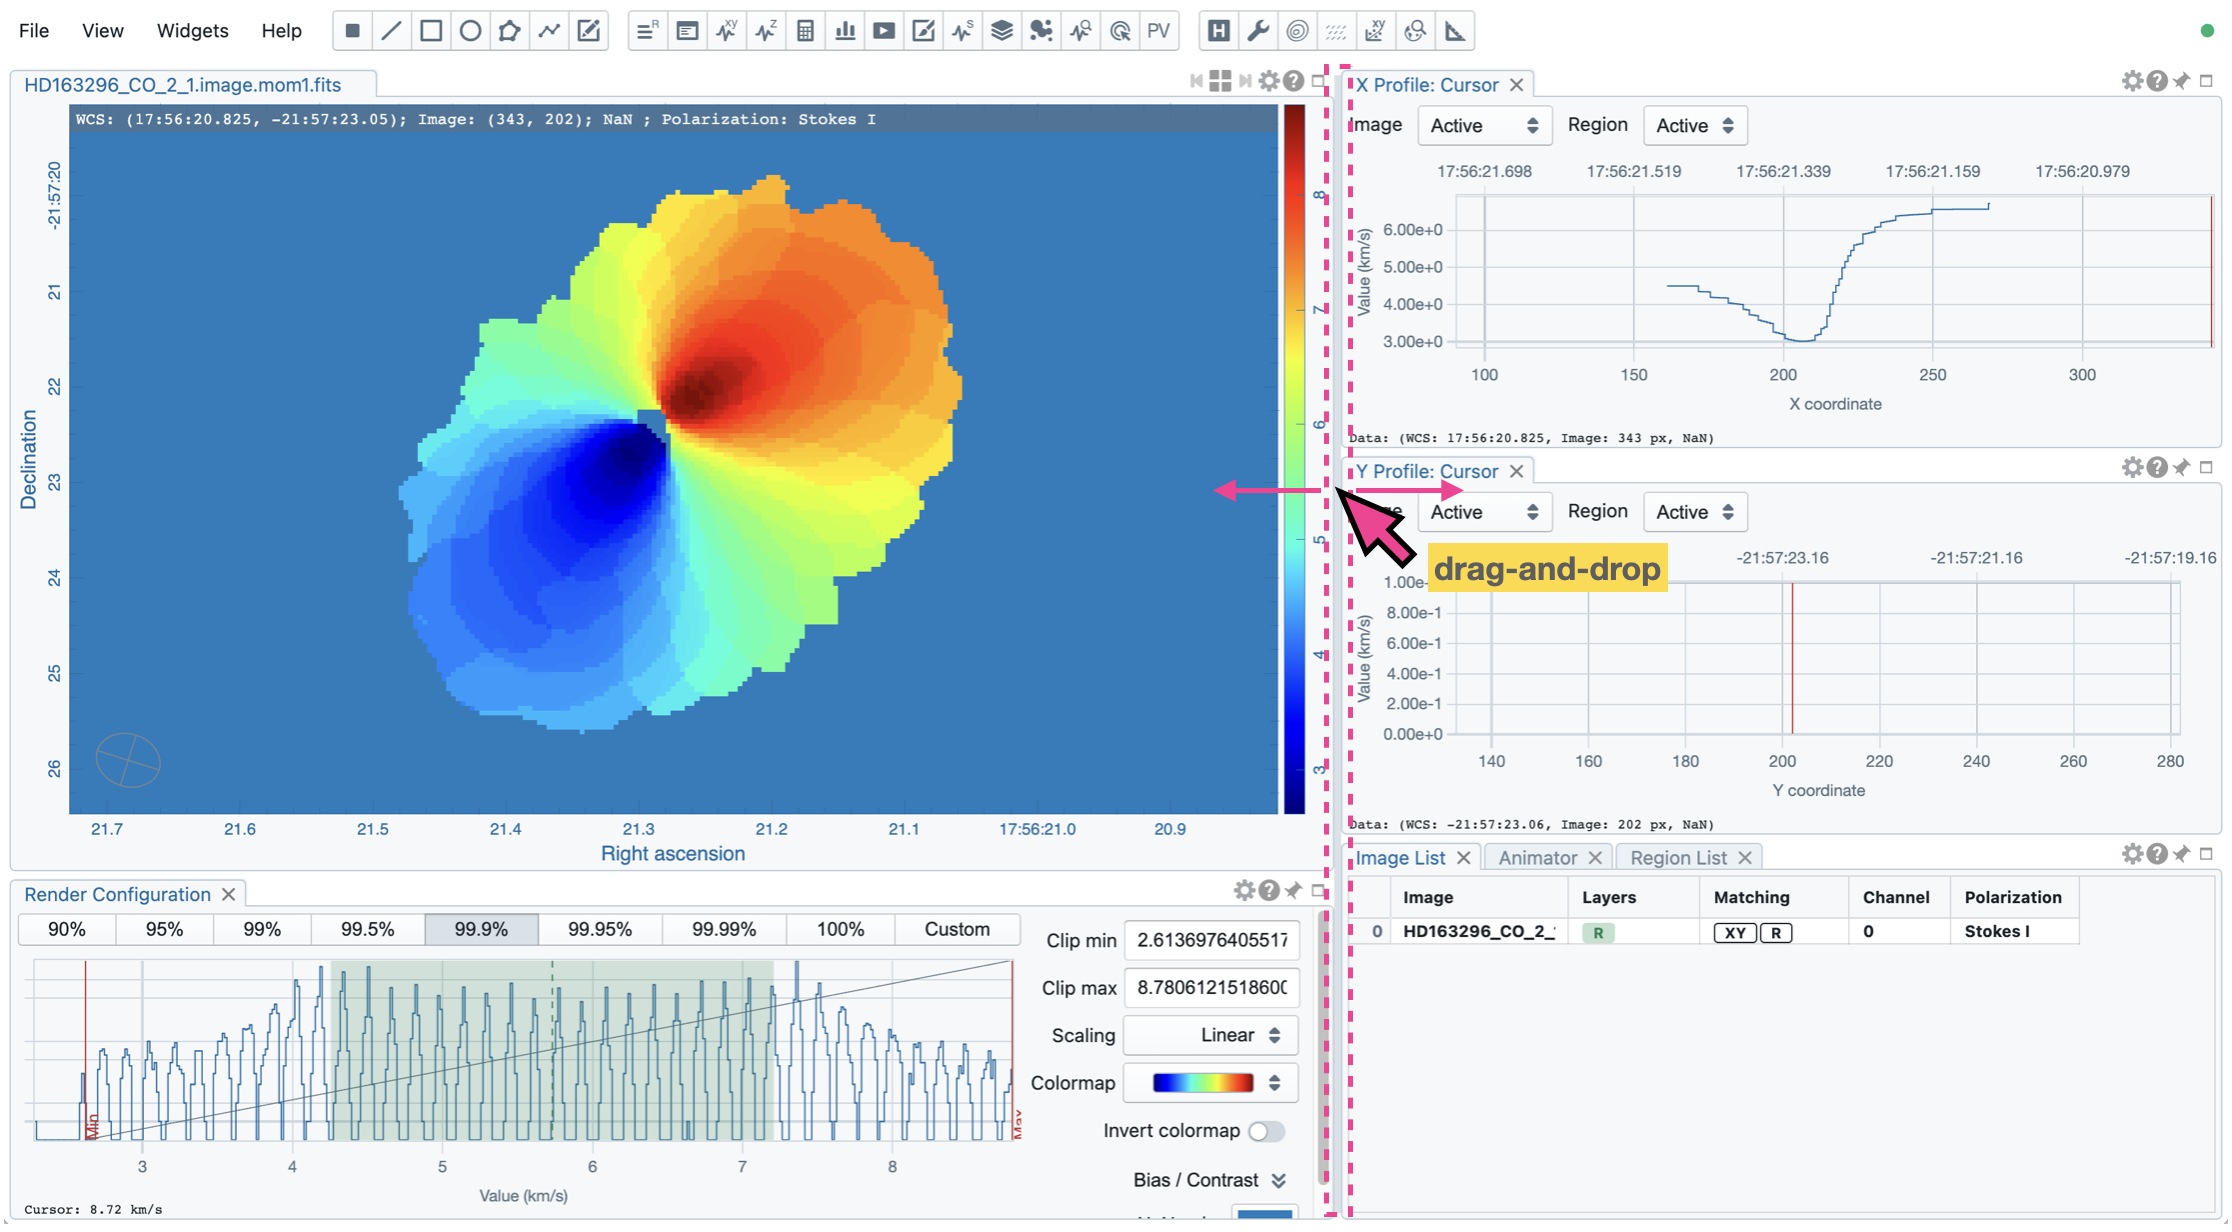 File View Widgets Help
R xy Z S PV H xy
HD163296_CO_2_1.image.mom1.fits
WCS: (17:56:20.825, -21:57:23.05); Image: (343, 202); NaN ; Polarization: Stokes I
Declination
-21:57:20
21
22
23
24
25
26
21.7 21.6 21.5 21.4 21.3 21.2 21.1 17:56:21.0 20.9
Right ascension
8
7
6
5
4
3
X Profile: Cursor
Image Active Region Active
17:56:21.698 17:56:21.519 17:56:21.339 17:56:21.159 17:56:20.979
Value (km/s)
6.00e+0
5.00e+0
4.00e+0
3.00e+0
100 150 200 250 300
X coordinate
Data: (WCS: 17:56:20.825, Image: 343 px, NaN)
Y Profile: Cursor
Active Region Active
drag-and-drop
-21:57:23.16 -21:57:21.16 -21:57:19.16
Value (km/s)
1.00e
8.00e-1
6.00e-1
4.00e-1
2.00e-1
0.00e+0
140 160 180 200 220 240 260 280
Y coordinate
Data: (WCS: -21:57:23.06, Image: 202 px, NaN)
Image List Animator Region List
Image Layers Matching Channel Polarization
0 HD163296_CO_2_ R XY R 0 Stokes I
Render Configuration
90% 95% 99% 99.5% 99.9% 99.95% 99.99% 100% Custom
Clip min 2.6136976405517
Clip max 8.7806121518600
Scaling Linear
Colormap
Invert colormap
Bias / Contrast
Min
Max
3 4 5 6 7 8
Value (km/s)
Cursor: 8.72 km/s